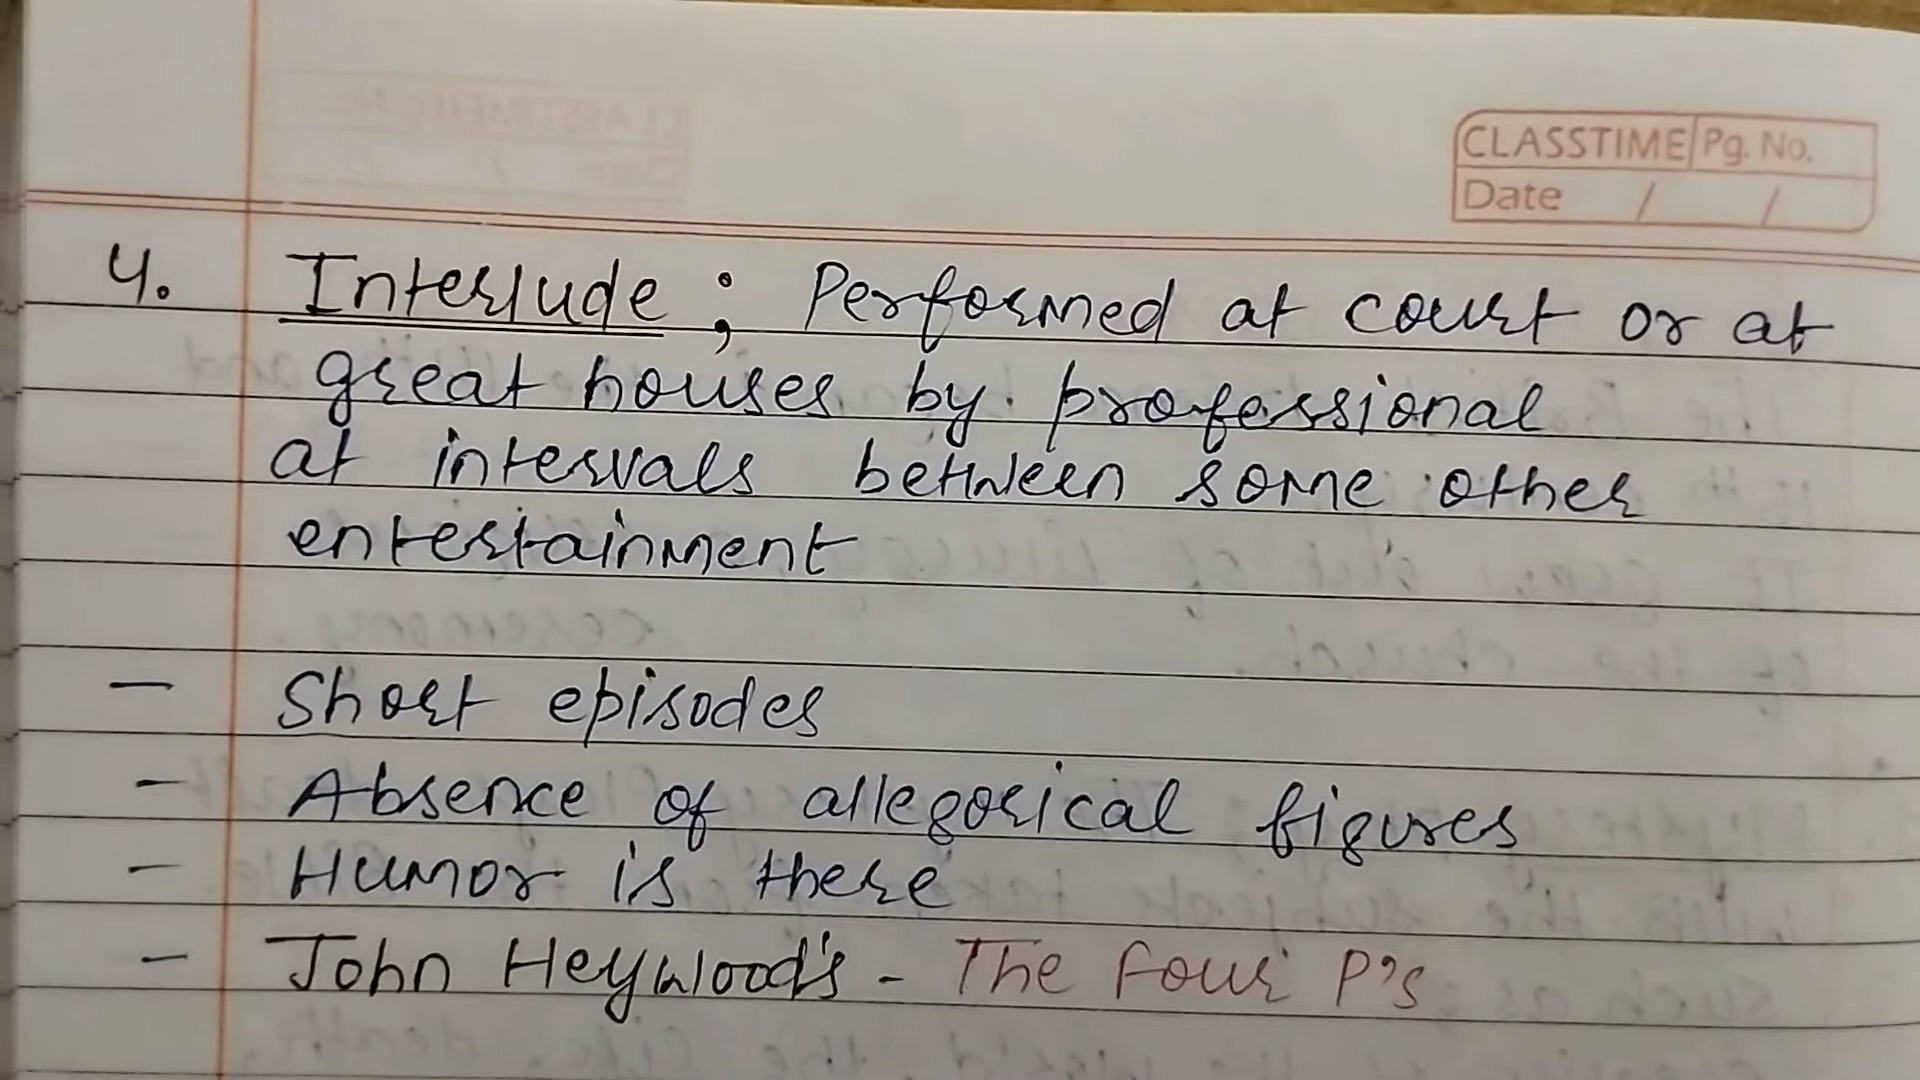 CLASSTIME Pg. No.
Date / /
4. Interlude ; Performed at court or at
great houses by professional
at intervals between some other
entertainment
- Short episodes
- Absence of allegorical figures
- Humor is there
- John Heywood's - The Four P's